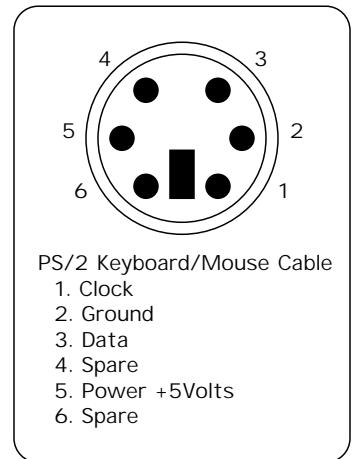 4 3
5 2
6 1
PS/2 Keyboard/Mouse Cable
1. Clock
2. Ground
3. Data
4. Spare
5. Power +5Volts
6. Spare